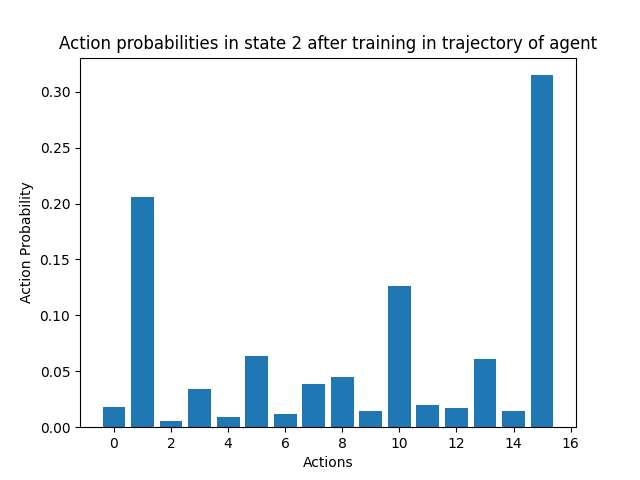 Action probabilities in state 2 after training in trajectory of agent
0.30
0.25
0.20
0.15
0.10
0.05
0.00
Action Probability
0 2 4 6 8 10 12 14 16
Actions